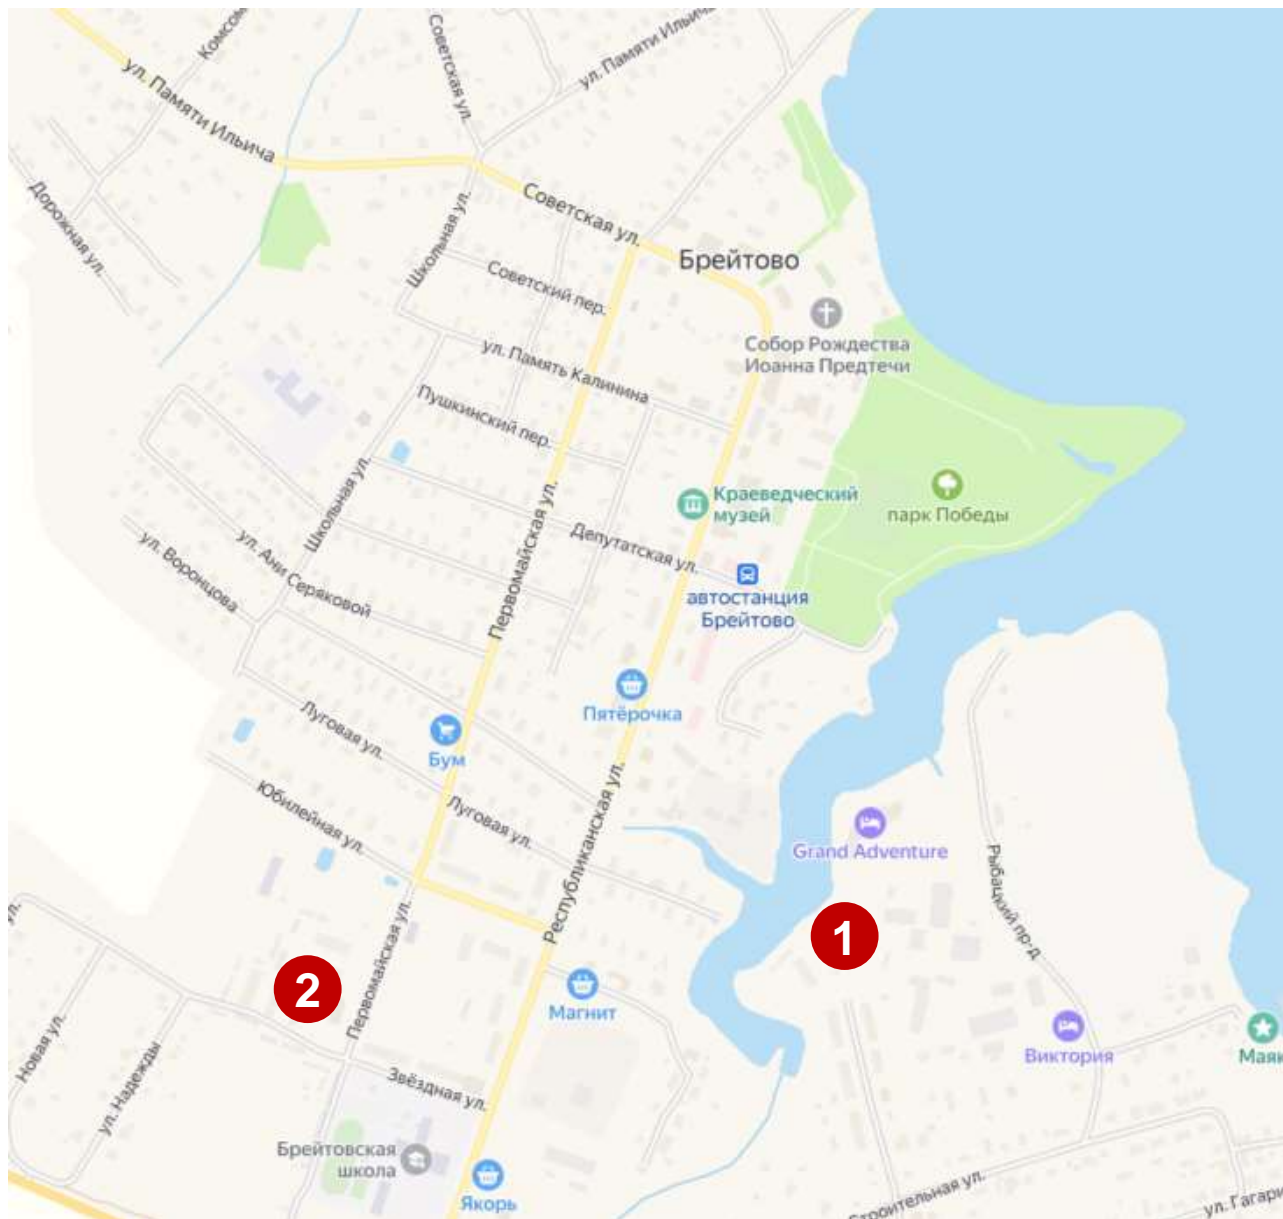 Комсом
Советская ул.
ул. Памяти Ильича
ул. Памяти Ильича
Дорожная ул.
Школьная ул.
Советская ул.
Брейтово
Советский пер.
Собор Рождества
Иоанна Предтечи
ул. Память Калинина
Пушкинский пер.
Школьная ул.
Первомайская ул.
Краеведческий
музей
парк Победы
Депутатская ул.
ул. Воронцова
ул. Ани Серяковой
автостанция
Брейтово
Пятёрочка
Луговая ул.
Бум
Юбилейная ул.
Луговая ул.
Республиканская ул.
Grand Adventure
Рыбацкий пр-д
1
ул.
Первомайская ул.
2
Магнит
Новая ул.
ул. Надежды
Виктория
Маяк
Звёздная ул.
Брейтовская
школа
Якорь
Строительная ул.
ул. Гагари